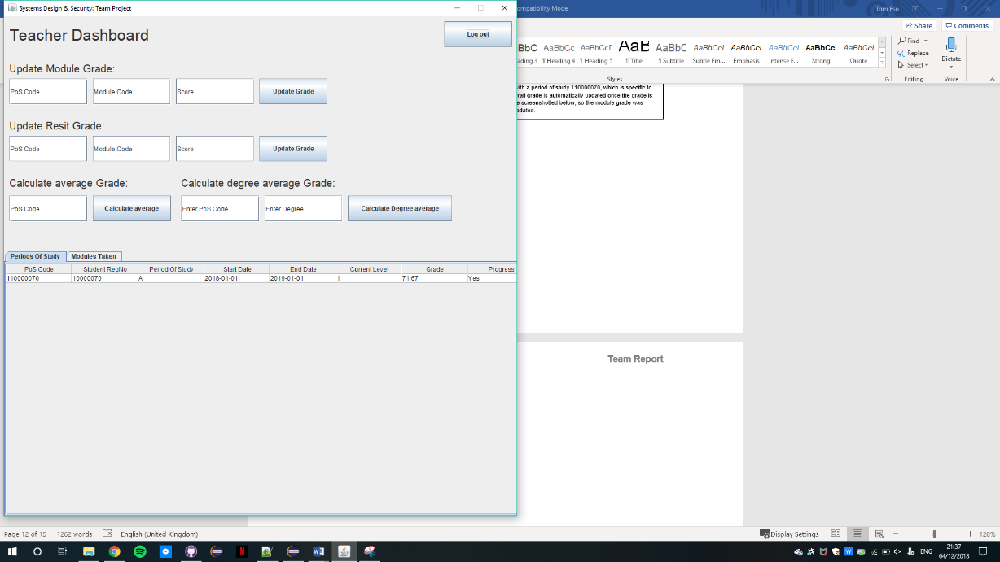 Systems Design & Security: Team Project
Teacher Dashboard
Log out
Update Module Grade:
PoS Code
Module Code
Score
Update Grade
Update Resit Grade:
PoS Code
Module Code
Score
Update Grade
Calculate average Grade:
Calculate degree average Grade:
PoS Code
Calculate average
Enter PoS Code
Enter Degree
Calculate Degree average
Periods Of Study
Modules Taken
PoS Code Student RegNo Period Of Study Start Date End Date Current Level Grade Progress
110000070 10000070 A 2018-01-01 2019-01-01 1 71.67 Yes
ompatibility Mode
Tom Eso
Share
Comments
BbC AaBbCc AaBbCcD AaB AaBbC AaBbCcl AaBbCcl AaBbCcl AaBbCcl AaBbCcl
ading 3 ¶ Heading 4 ¶ Heading 5 ¶ Title ¶ Subtitle Subtle Em... Emphasis Intense E... Strong Quote
Find
Replace
Select
Dictate
Styles
Editing
Voice
with a period of study 110000070, which is specific to
rall grade is automatically updated once the grade is
e screenshotted below, so the module grade was
pdated.
Team Report
Page 12 of 15 1262 words English (United Kingdom)
Display Settings
120%
ENG
21:37
04/12/2018